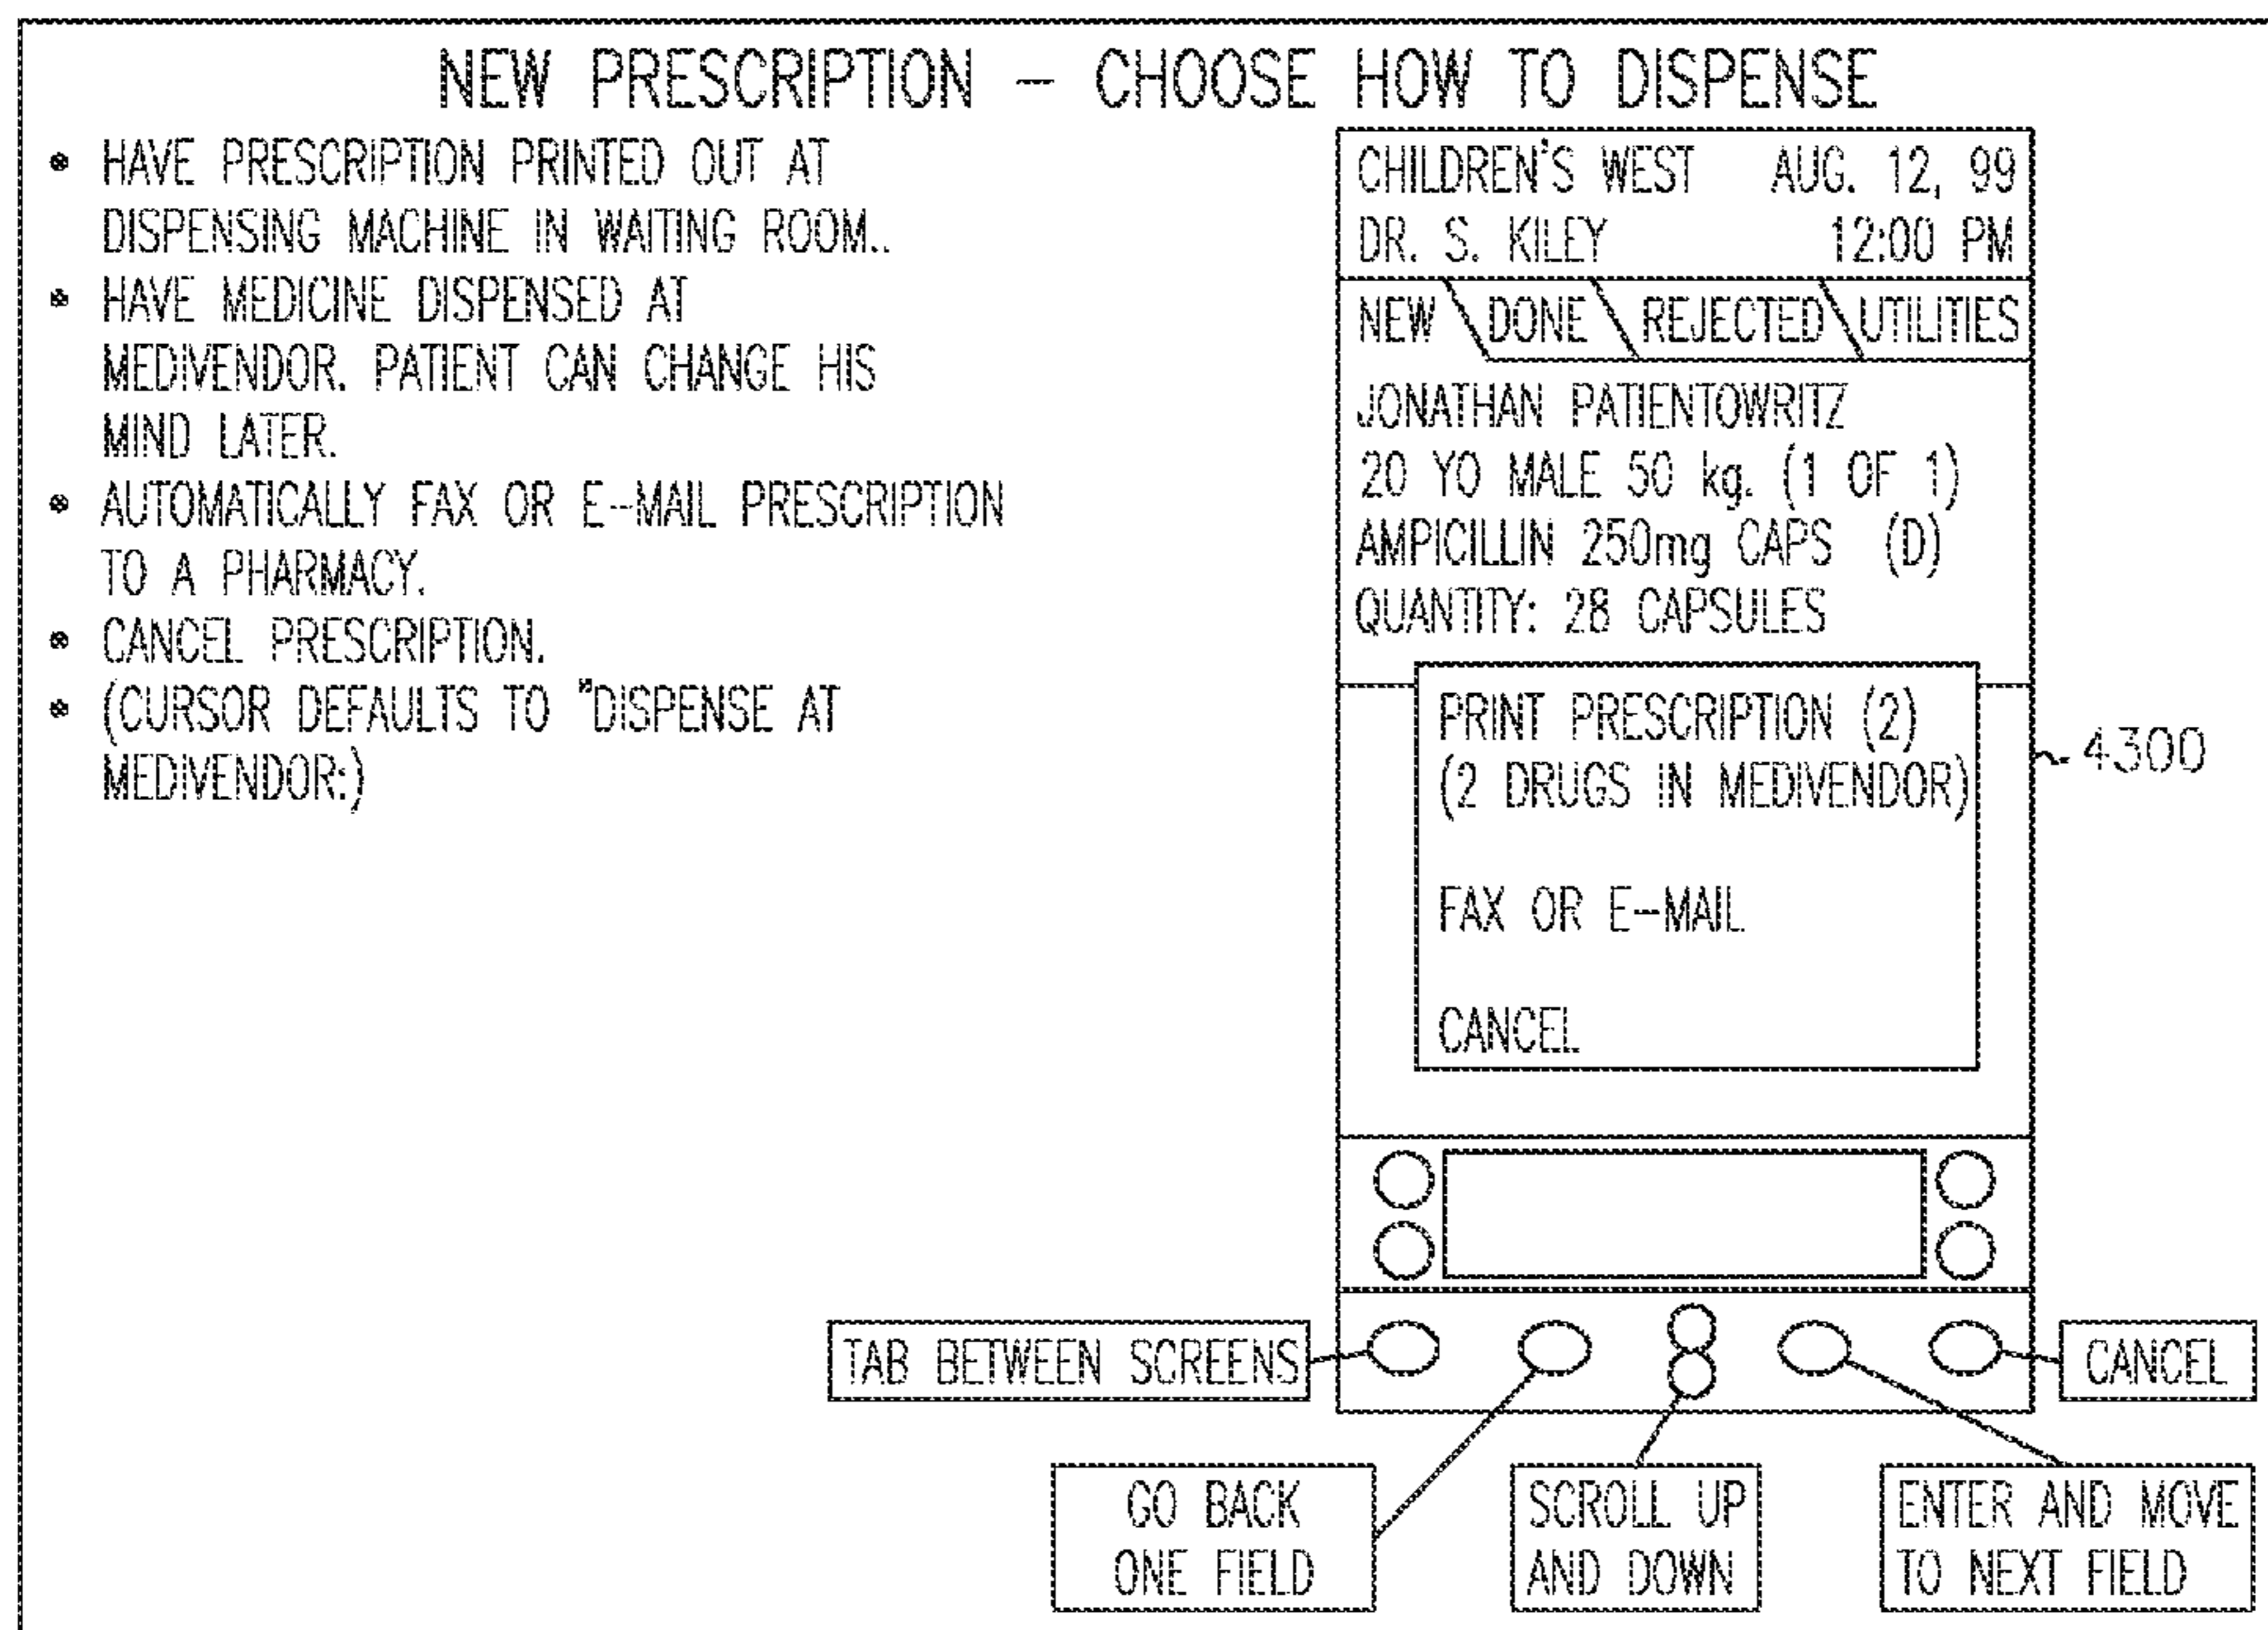 NEW PRESCRIPTION – CHOOSE HOW TO DISPENSE
• HAVE PRESCRIPTION PRINTED OUT AT
DISPENSING MACHINE IN WAITING ROOM..
• HAVE MEDICINE DISPENSED AT
MEDIVENDOR. PATIENT CAN CHANGE HIS
MIND LATER.
• AUTOMATICALLY FAX OR E-MAIL PRESCRIPTION
TO A PHARMACY.
• CANCEL PRESCRIPTION.
• (CURSOR DEFAULTS TO "DISPENSE AT
MEDIVENDOR:)
CHILDREN'S WEST AUG. 12, 99
DR. S. KILEY 12:00 PM
NEW DONE REJECTED UTILITIES
JONATHAN PATIENTOWRITZ
20 YO MALE 50 kg. (1 OF 1)
AMPICILLIN 250mg CAPS (D)
QUANTITY: 28 CAPSULES
PRINT PRESCRIPTION (2)
(2 DRUGS IN MEDIVENDOR)
FAX OR E-MAIL
CANCEL
4300
TAB BETWEEN SCREENS
CANCEL
GO BACK
ONE FIELD
SCROLL UP
AND DOWN
ENTER AND MOVE
TO NEXT FIELD